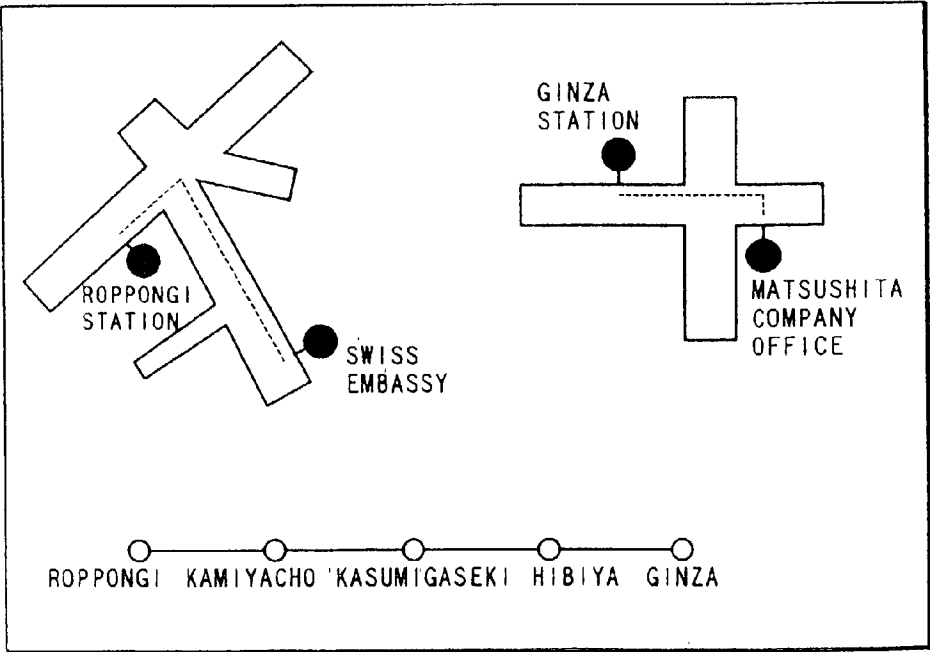 GINZA
STATION
ROPPONGI
STATION
SWISS
EMBASSY
MATSUSHITA
COMPANY
OFFICE
ROPPONGI KAMIYACHO KASUMIGASEKI HIBIYA GINZA